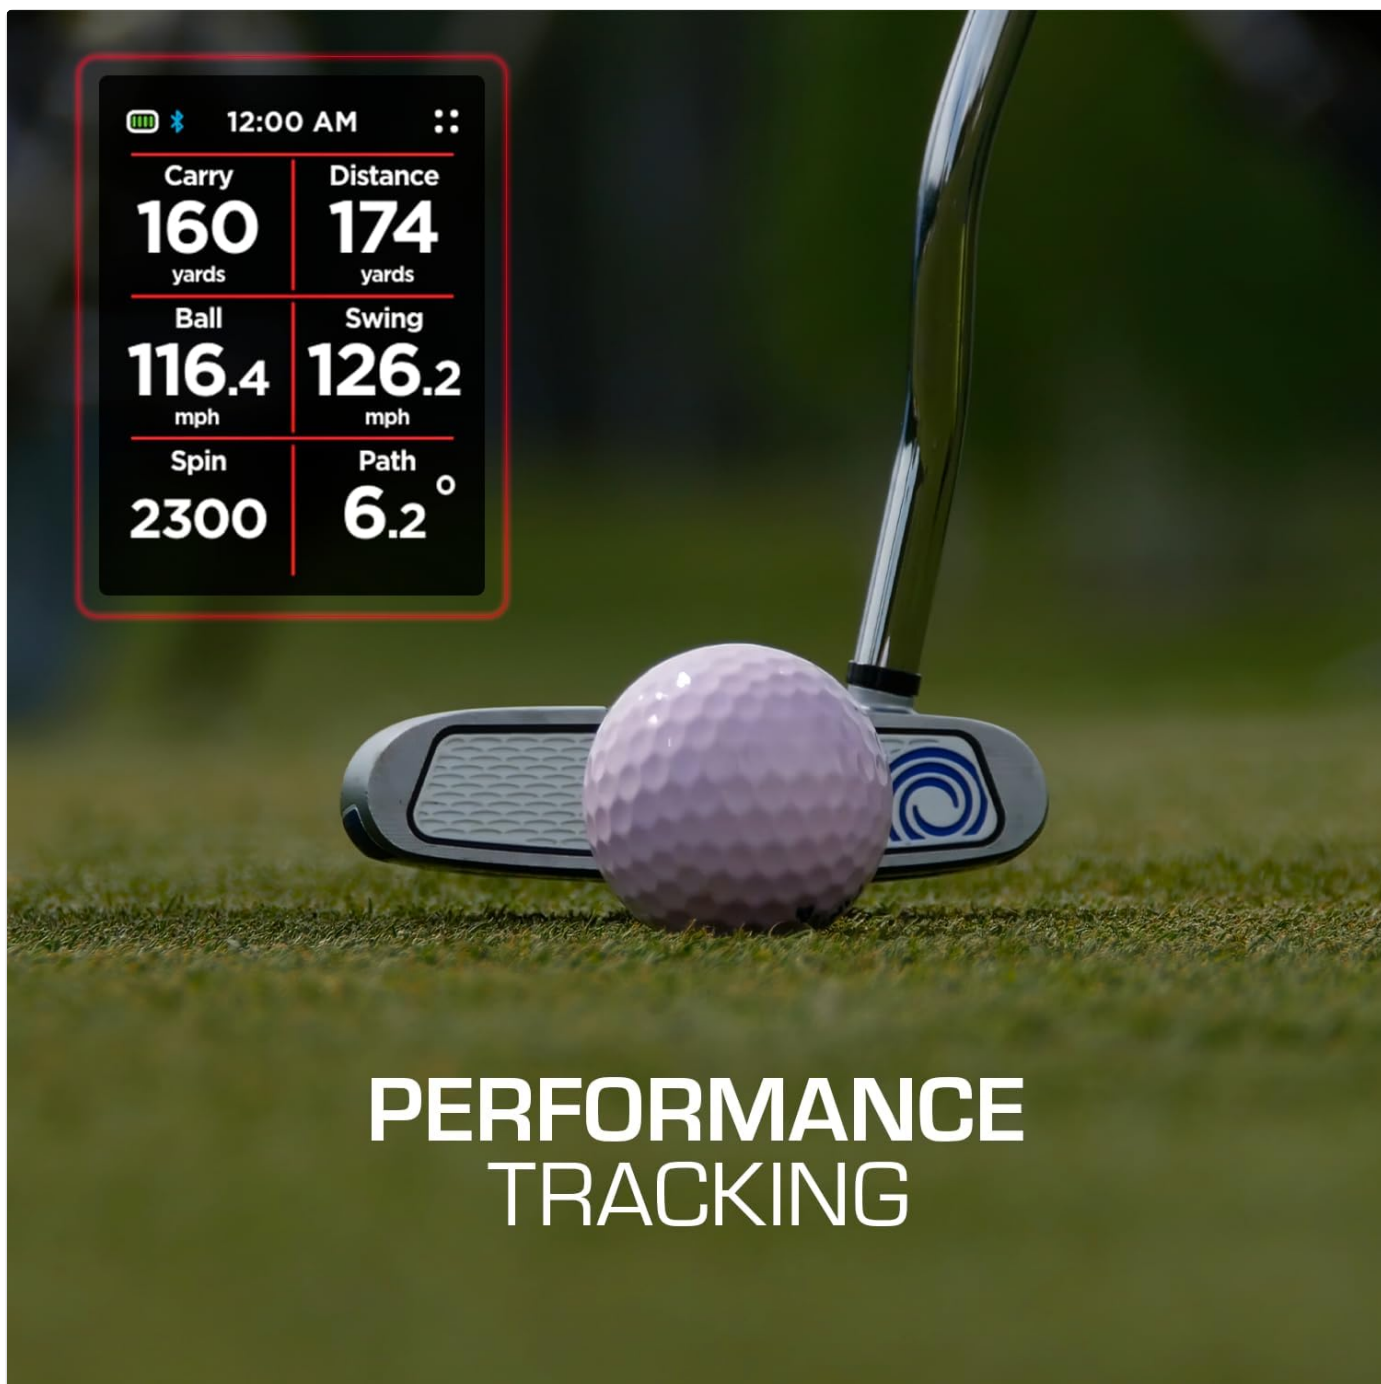 12:00 AM
Carry
Distance
160
174
yards
yards
Ball
Swing
116.4
126.2
mph
mph
Spin
Path
2300
6.2°
PERFORMANCE
TRACKING